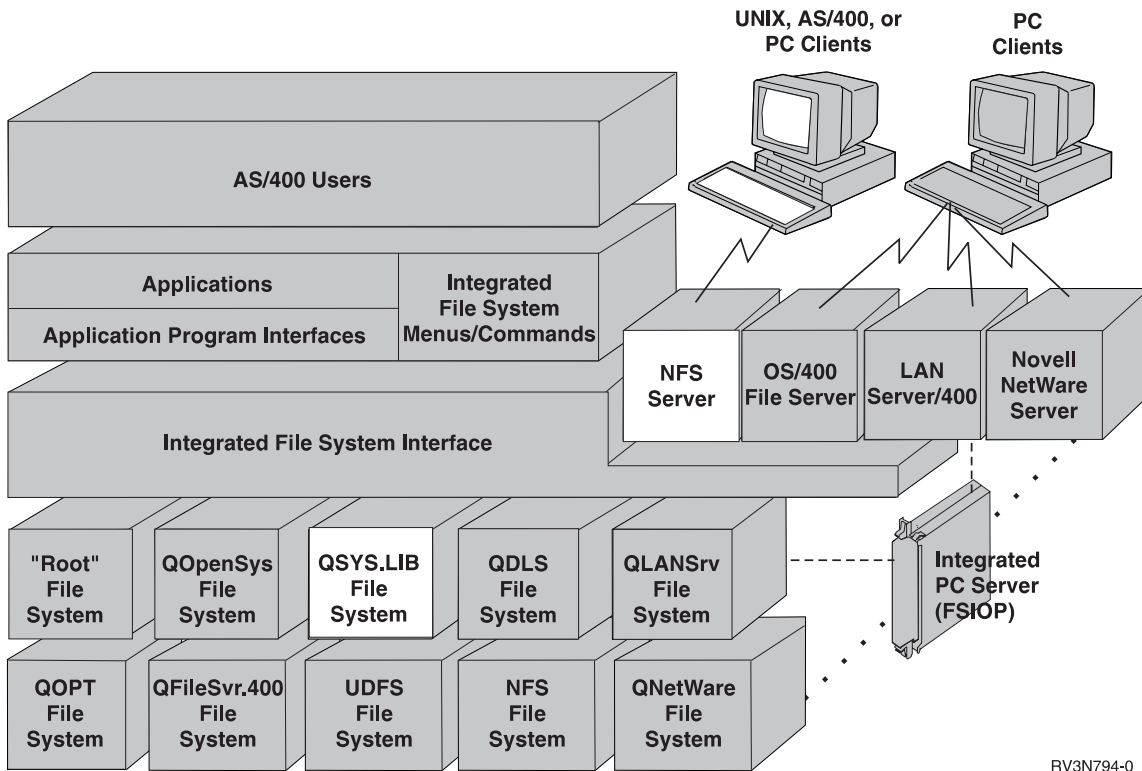 UNIX, AS/400, or
PC Clients
PC
Clients
AS/400 Users
Applications
Application Program Interfaces
Integrated
File System
Menus/Commands
NFS
Server
OS/400
File Server
LAN
Server/400
Novell
NetWare
Server
Integrated File System Interface
"Root"
File
System
QOpenSys
File
System
QSYS.LIB
File
System
QDLS
File
System
QLANSrv
File
System
Integrated
PC Server
(FSIOP)
QOPT
File
System
QFileSvr.400
File
System
UDFS
File
System
NFS
File
System
QNetWare
File
System
RV3N794-0